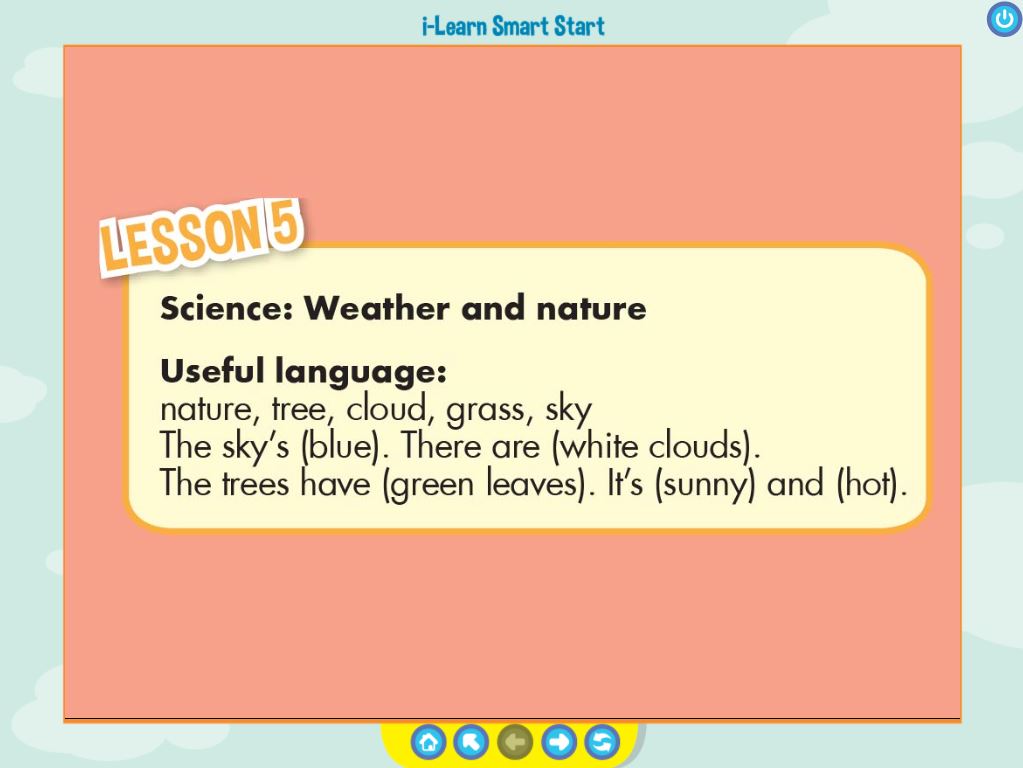 i-Learn Smart Start
LESSON 5
Science: Weather and nature
Useful language:
nature, tree, cloud, grass, sky
The sky’s (blue). There are (white clouds).
The trees have (green leaves). It’s (sunny) and (hot).